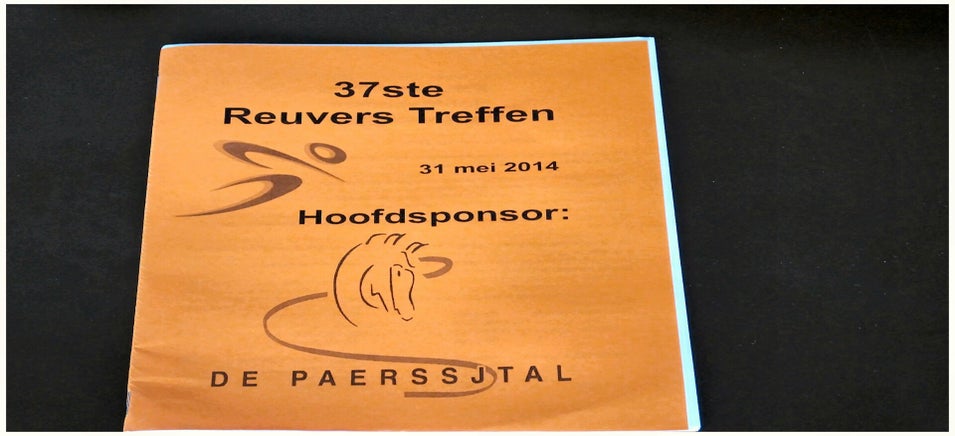 37ste
Reuvers Treffen
31 mei 2014
Hoofdsponsor:
DE PAERSSJTAL